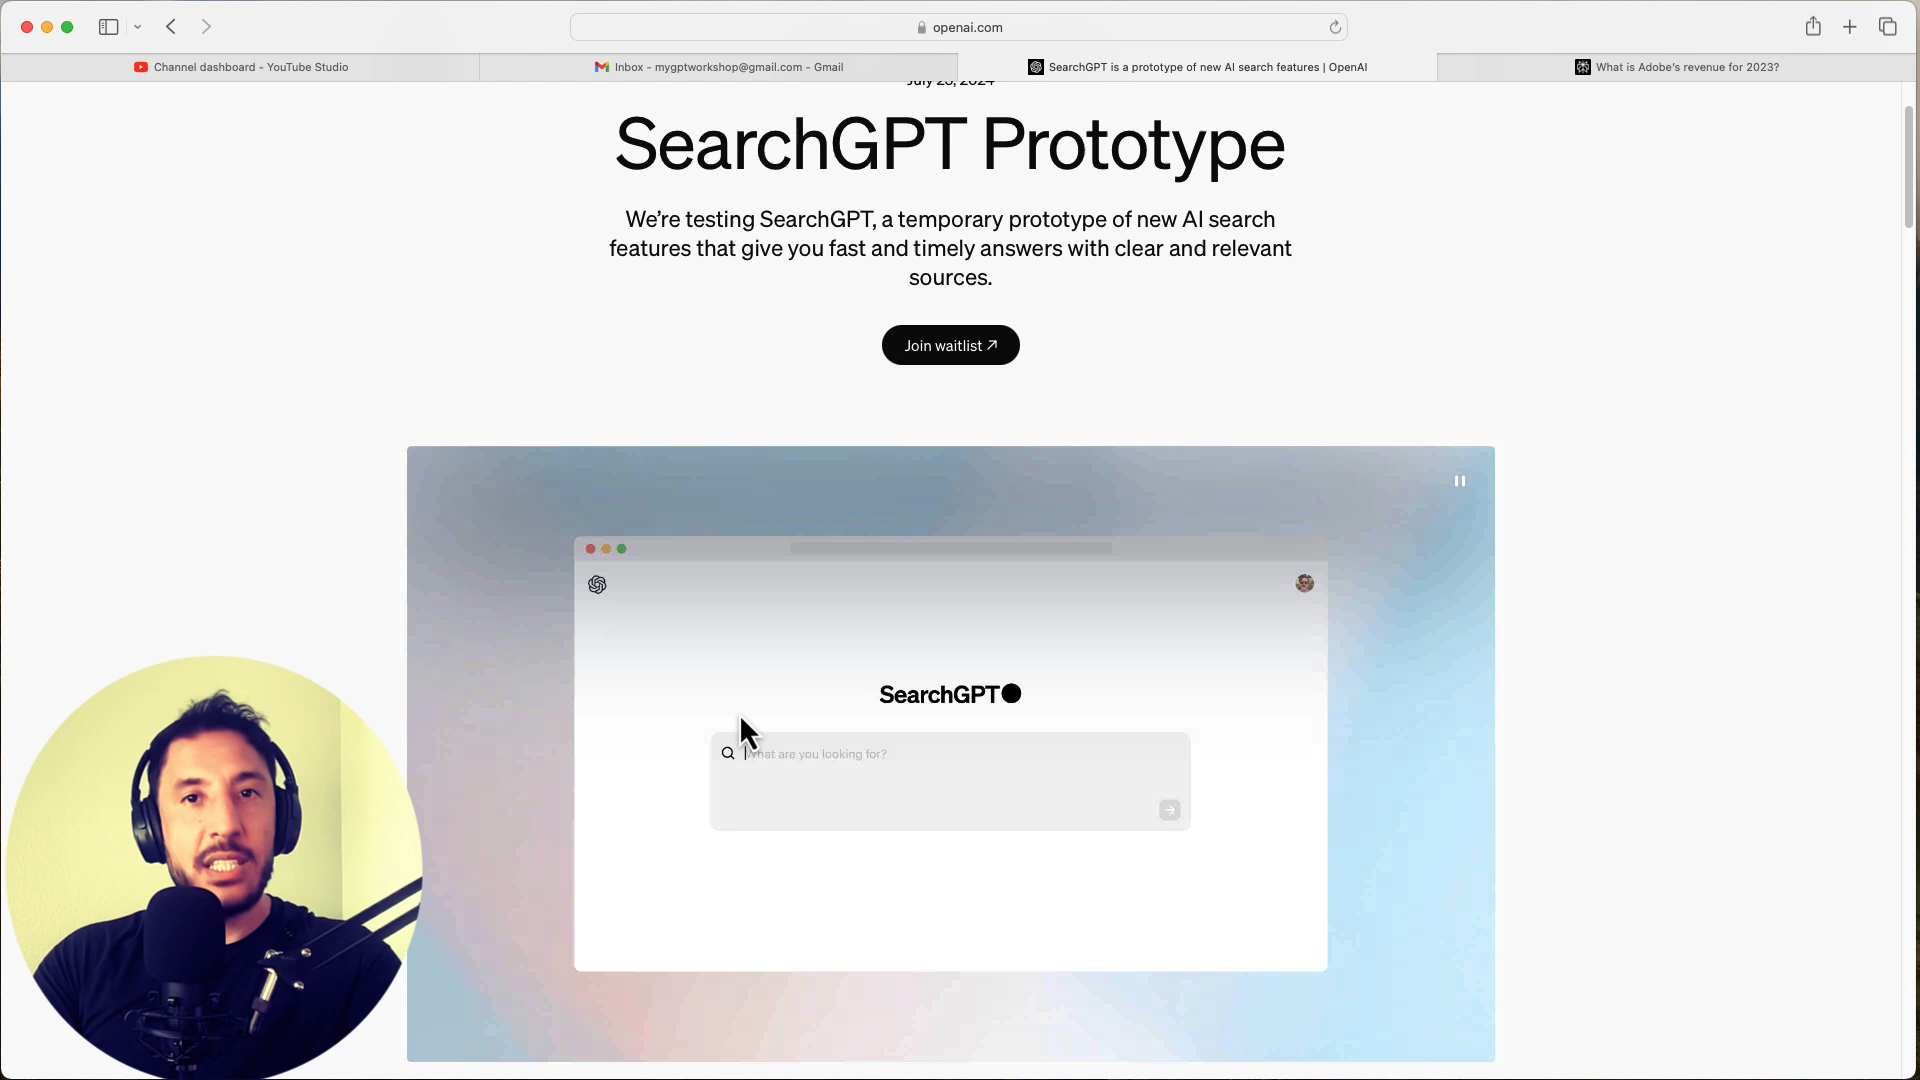 openai.com
Channel dashboard - YouTube Studio
Inbox - mygptworkshop@gmail.com - Gmail
SearchGPT is a prototype of new AI search features | OpenAI
What is Adobe's revenue for 2023?
July 25, 2024
SearchGPT Prototype
We’re testing SearchGPT, a temporary prototype of new AI search
features that give you fast and timely answers with clear and relevant
sources.
Join waitlist ↗
SearchGPT
What are you looking for?